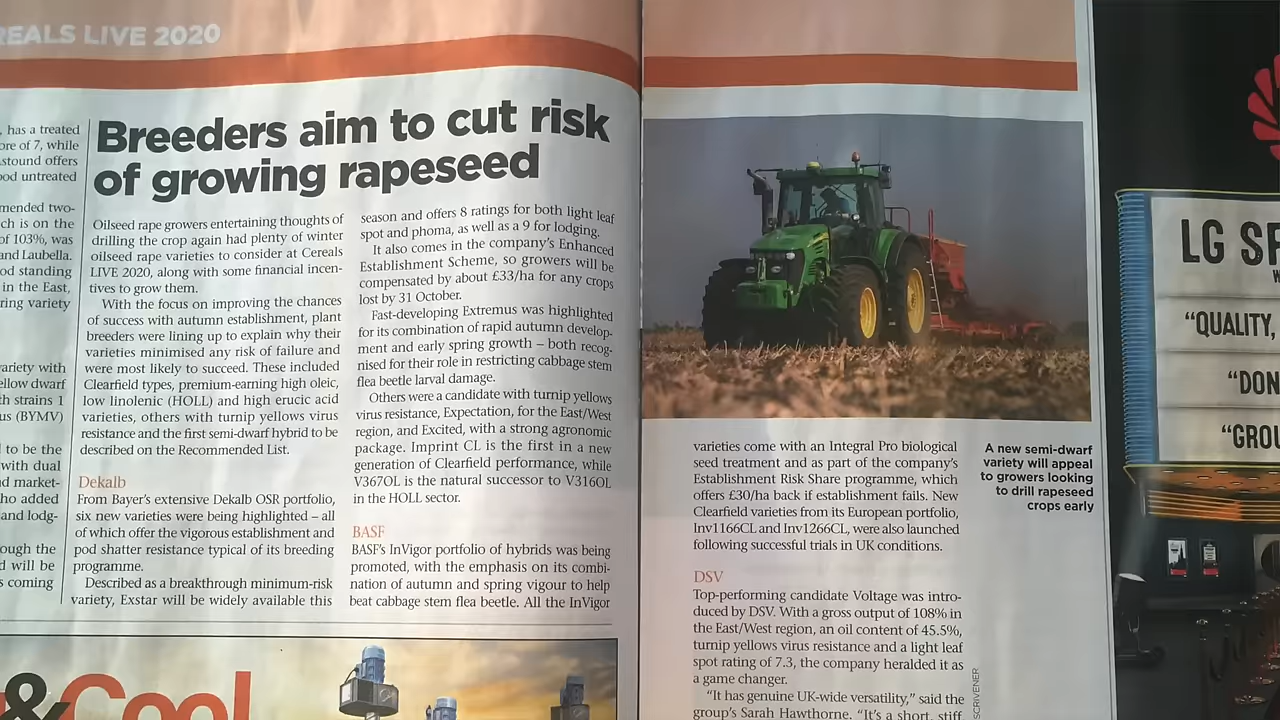 REALS LIVE 2020
, has a treated
ore of 7, while
stound offers
od untreated
mended two-
ch is on the
of 103%, was
and Laubella.
od standing
in the East,
ring variety
ariety with
ellow dwarf
th strains 1
us (BYMV)
to be the
with dual
nd market-
ho added
and lodg-
ough the
d will be
s coming
Breeders aim to cut risk
of growing rapeseed
Oilseed rape growers entertaining thoughts of
drilling the crop again had plenty of winter
oilseed rape varieties to consider at Cereals
LIVE 2020, along with some financial incen-
tives to grow them.
With the focus on improving the chances
of success with autumn establishment, plant
breeders were lining up to explain why their
varieties minimised any risk of failure and
were most likely to succeed. These included
Clearfield types, premium-earning high oleic,
low linolenic (HOLL) and high erucic acid
varieties, others with turnip yellows virus
resistance and the first semi-dwarf hybrid to be
described on the Recommended List.
Dekalb
From Bayer's extensive Dekalb OSR portfolio,
six new varieties were being highlighted – all
of which offer the vigorous establishment and
pod shatter resistance typical of its breeding
programme.
Described as a breakthrough minimum-risk
variety, Exstar will be widely available this
season and offers 8 ratings for both light leaf
spot and phoma, as well as a 9 for lodging.
It also comes in the company's Enhanced
Establishment Scheme, so growers will be
compensated by about £33/ha for any crops
lost by 31 October.
Fast-developing Extremus was highlighted
for its combination of rapid autumn develop-
ment and early spring growth – both recog-
nised for their role in restricting cabbage stem
flea beetle larval damage.
Others were a candidate with turnip yellows
virus resistance, Expectation, for the East/West
region, and Excited, with a strong agronomic
package. Imprint CL is the first in a new
generation of Clearfield performance, while
V367OL is the natural successor to V316OL
in the HOLL sector.
BASF
BASF's InVigor portfolio of hybrids was being
promoted, with the emphasis on its combi-
nation of autumn and spring vigour to help
beat cabbage stem flea beetle. All the InVigor
varieties come with an Integral Pro biological
seed treatment and as part of the company's
Establishment Risk Share programme, which
offers £30/ha back if establishment fails. New
Clearfield varieties from its European portfolio,
Inv1166CL and Inv1266CL, were also launched
following successful trials in UK conditions.
DSV
Top-performing candidate Voltage was intro-
duced by DSV. With a gross output of 108% in
the East/West region, an oil content of 45.5%,
turnip yellows virus resistance and a light leaf
spot rating of 7.3, the company heralded it as
a game changer.
"It has genuine UK-wide versatility," said the
group's Sarah Hawthorne. "It's a short, stiff
A new semi-dwarf
variety will appeal
to growers looking
to drill rapeseed
crops early
SCRIVENER
&Cool
LG SP
W
"QUALITY,
"DON
"GROU